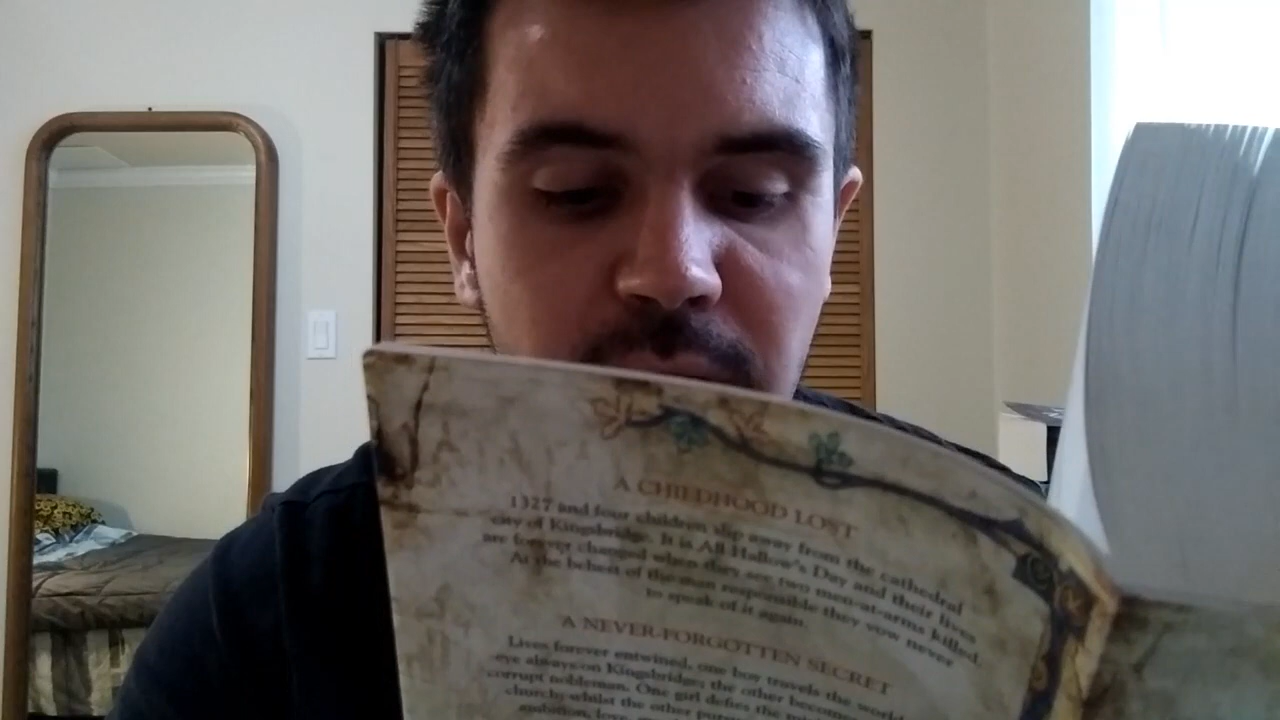 A CHILDHOOD LOST
1327 and four children slip away from the cathedral
city of Kingsbridge. It is All Hallow's Day and their lives
are forever changed when they see two men-at-arms killed.
At the behest of the man responsible they vow never
to speak of it again.
A NEVER-FORGOTTEN SECRET
Lives forever entwined, one boy travels the world,
eye always on Kingsbridge; the other becomes
corrupt nobleman. One girl defies the
church whilst the other
ambition, love,